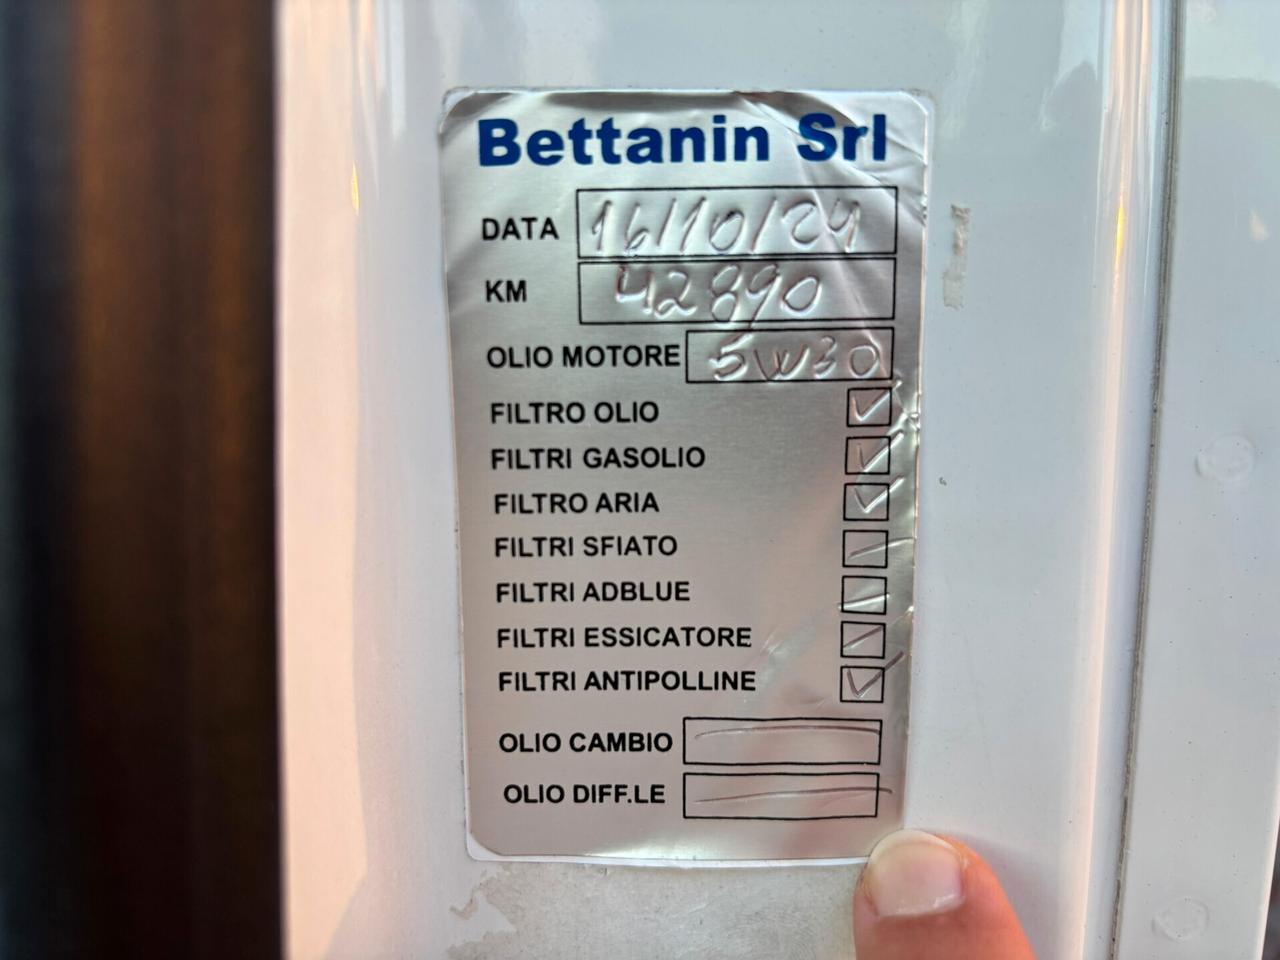 Bettanin Srl
DATA 16/10/24
KM 42890
OLIO MOTORE 5W30
FILTRO OLIO ✓
FILTRI GASOLIO ✓
FILTRO ARIA ✓
FILTRI SFIATO
FILTRI ADBLUE
FILTRI ESSICATORE
FILTRI ANTIPOLLINE ✓
OLIO CAMBIO
OLIO DIFF.LE